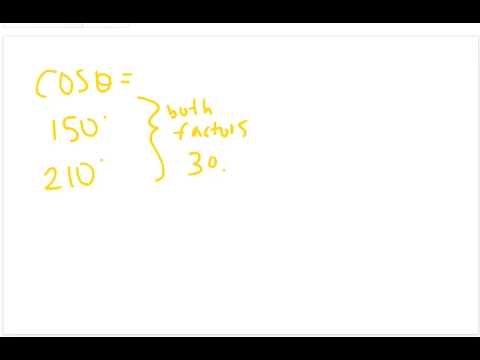 cosθ=
150°
210°
both
factors
30.